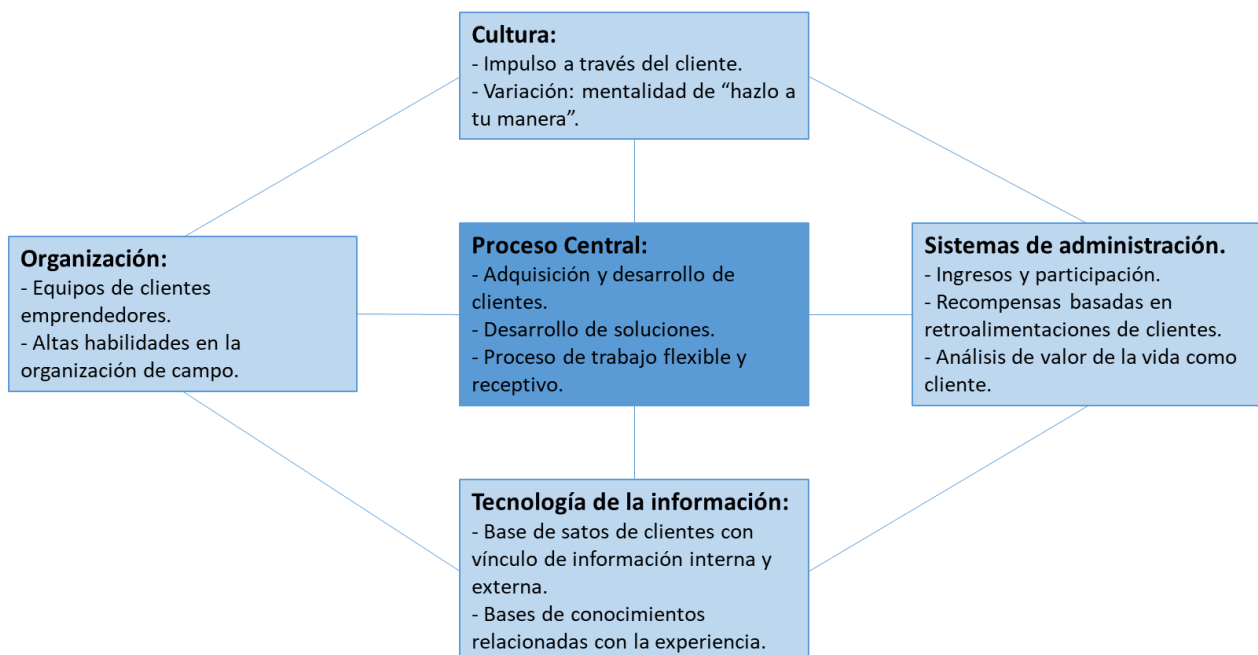 Cultura:
- Impulso a través del cliente.
- Variación: mentalidad de “hazlo a
tu manera”.
Organización:
- Equipos de clientes
emprendedores.
- Altas habilidades en la
organización de campo.
Proceso Central:
- Adquisición y desarrollo de
clientes.
- Desarrollo de soluciones.
- Proceso de trabajo flexible y
receptivo.
Sistemas de administración.
- Ingresos y participación.
- Recompensas basadas en
retroalimentaciones de clientes.
- Análisis de valor de la vida como
cliente.
Tecnología de la información:
- Base de satos de clientes con
vínculo de información interna y
externa.
- Bases de conocimientos
relacionadas con la experiencia.